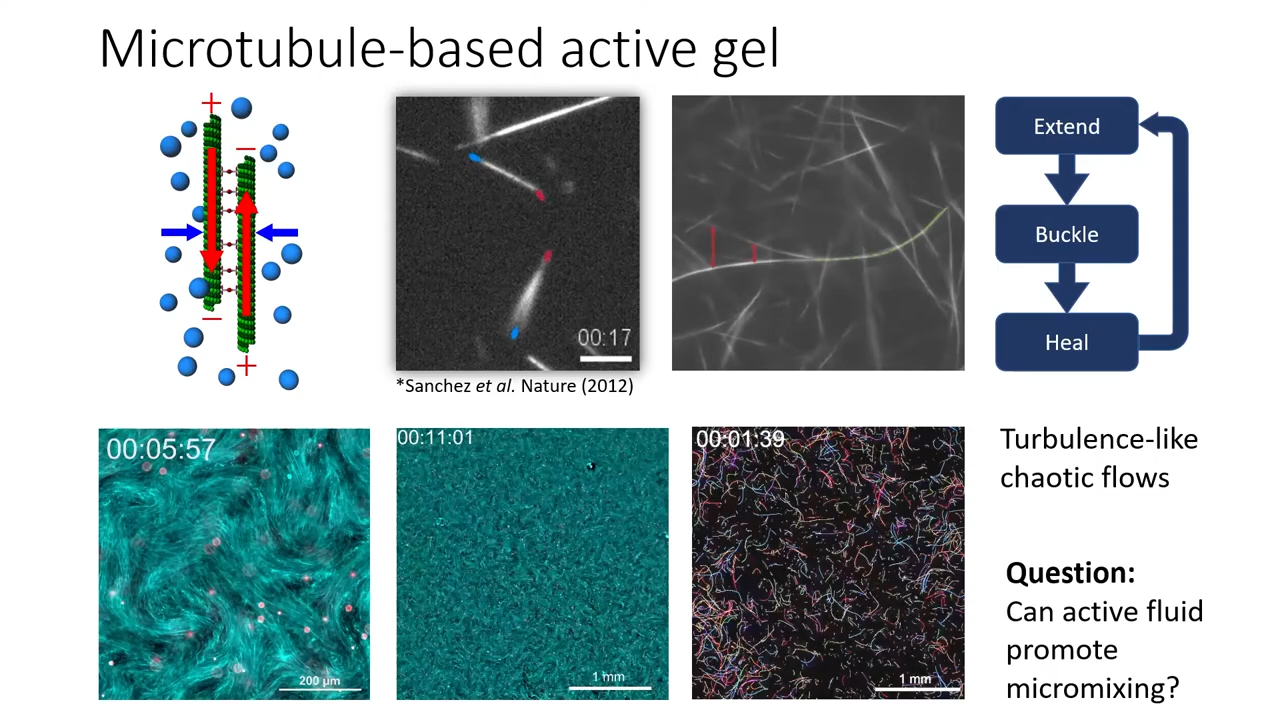 Microtubule-based active gel
+
−
−
+
00:17
*Sanchez et al. Nature (2012)
Extend
Buckle
Heal
00:05:57
200 µm
00:11:01
1 mm
00:01:39
1 mm
Turbulence-like
chaotic flows
Question:
Can active fluid
promote
micromixing?